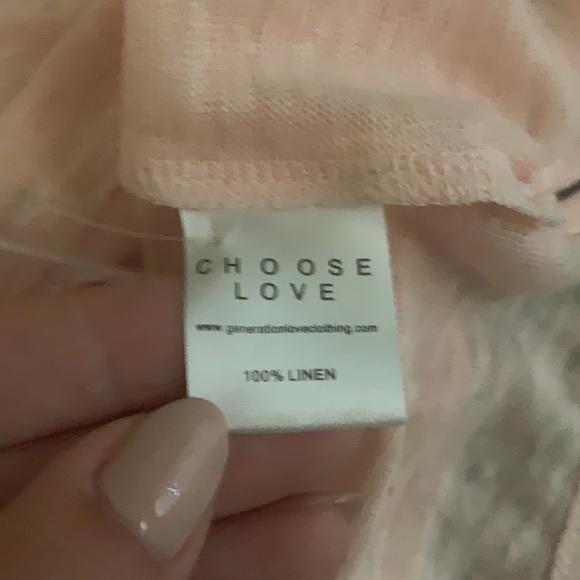 CHOOSE
LOVE
www.generationloveclothing.com
100% LINEN